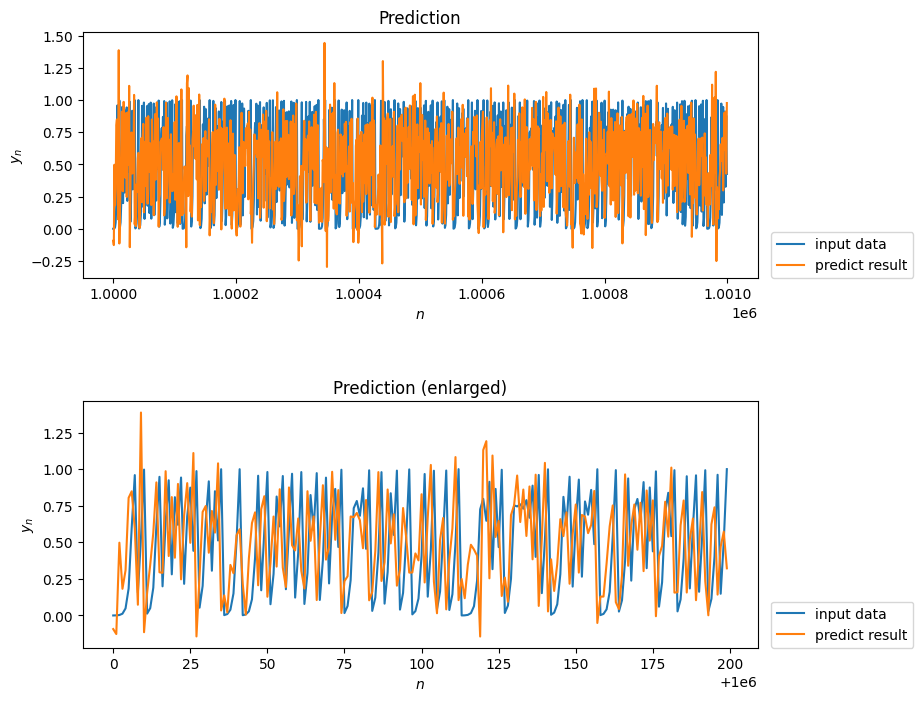 Prediction
1.50
1.25
1.00
0.75
0.50
0.25
0.00
−0.25
y_n
1.0000 1.0002 1.0004 1.0006 1.0008 1.0010
1e6
n
input data
predict result
Prediction (enlarged)
1.25
1.00
0.75
0.50
0.25
0.00
y_n
0 25 50 75 100 125 150 175 200
+1e6
n
input data
predict result